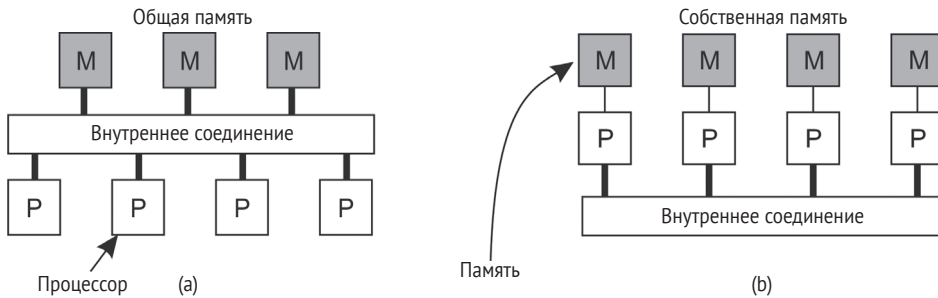 Общая память
M M M
Внутреннее соединение
P P P P
Процессор
(a)
Собственная память
M M M M
P P P P
Внутреннее соединение
Память
(b)